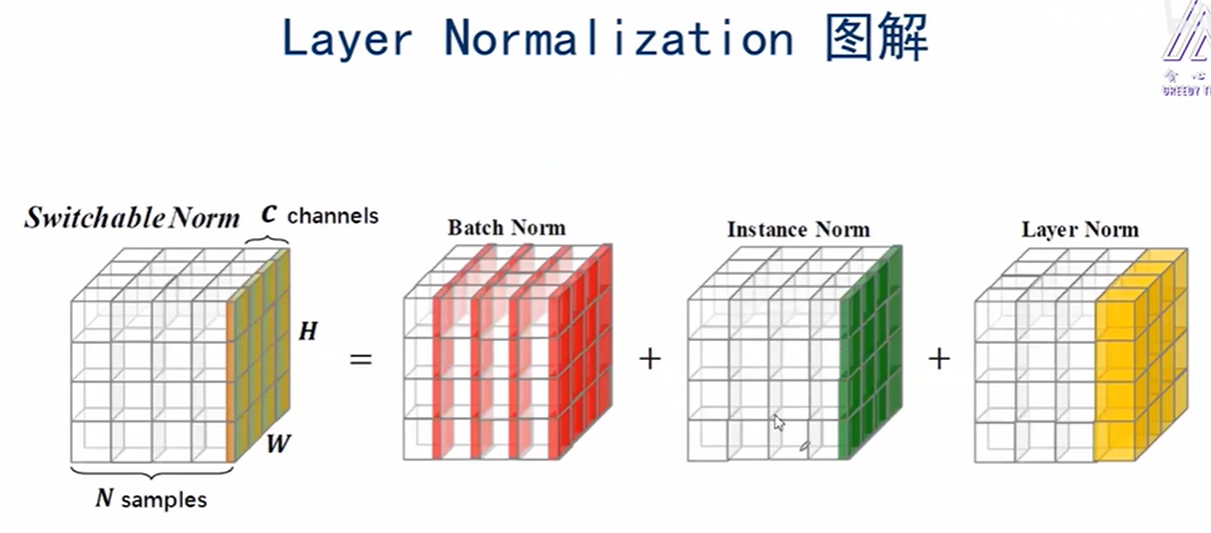 Layer Normalization 图解
Switchable Norm
C channels
Batch Norm
Instance Norm
Layer Norm
H
=
+
+
W
N samples